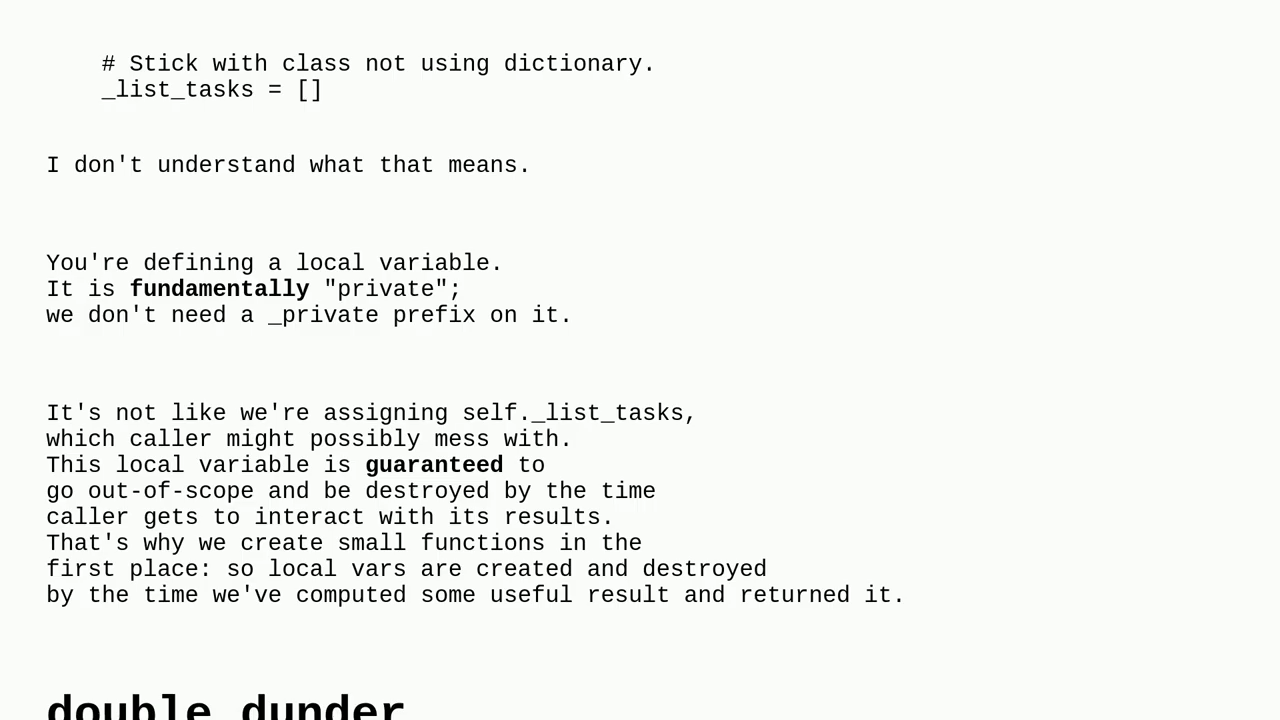 # Stick with class not using dictionary.
_list_tasks = []
I don't understand what that means.
You're defining a local variable.
It is fundamentally "private";
we don't need a _private prefix on it.
It's not like we're assigning self._list_tasks,
which caller might possibly mess with.
This local variable is guaranteed to
go out-of-scope and be destroyed by the time
caller gets to interact with its results.
That's why we create small functions in the
first place: so local vars are created and destroyed
by the time we've computed some useful result and returned it.
double dunder